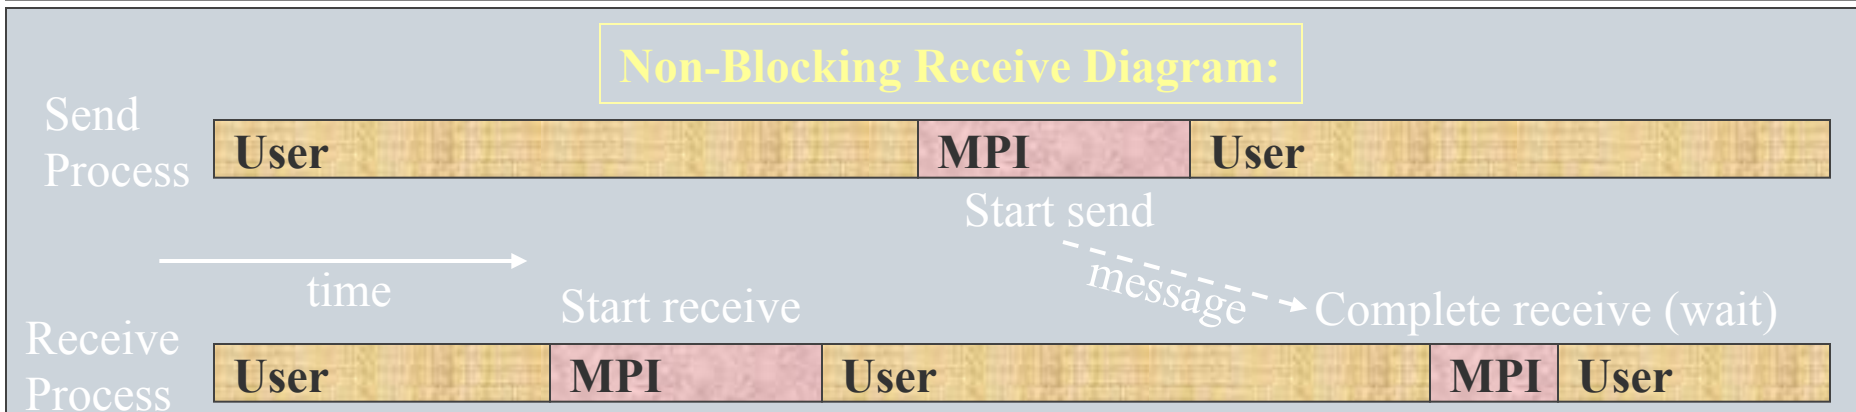 Non-Blocking Receive Diagram:
Send
Process
User
MPI
User
Start send
time
message
Start receive
Complete receive (wait)
Receive
Process
User
MPI
User
MPI
User